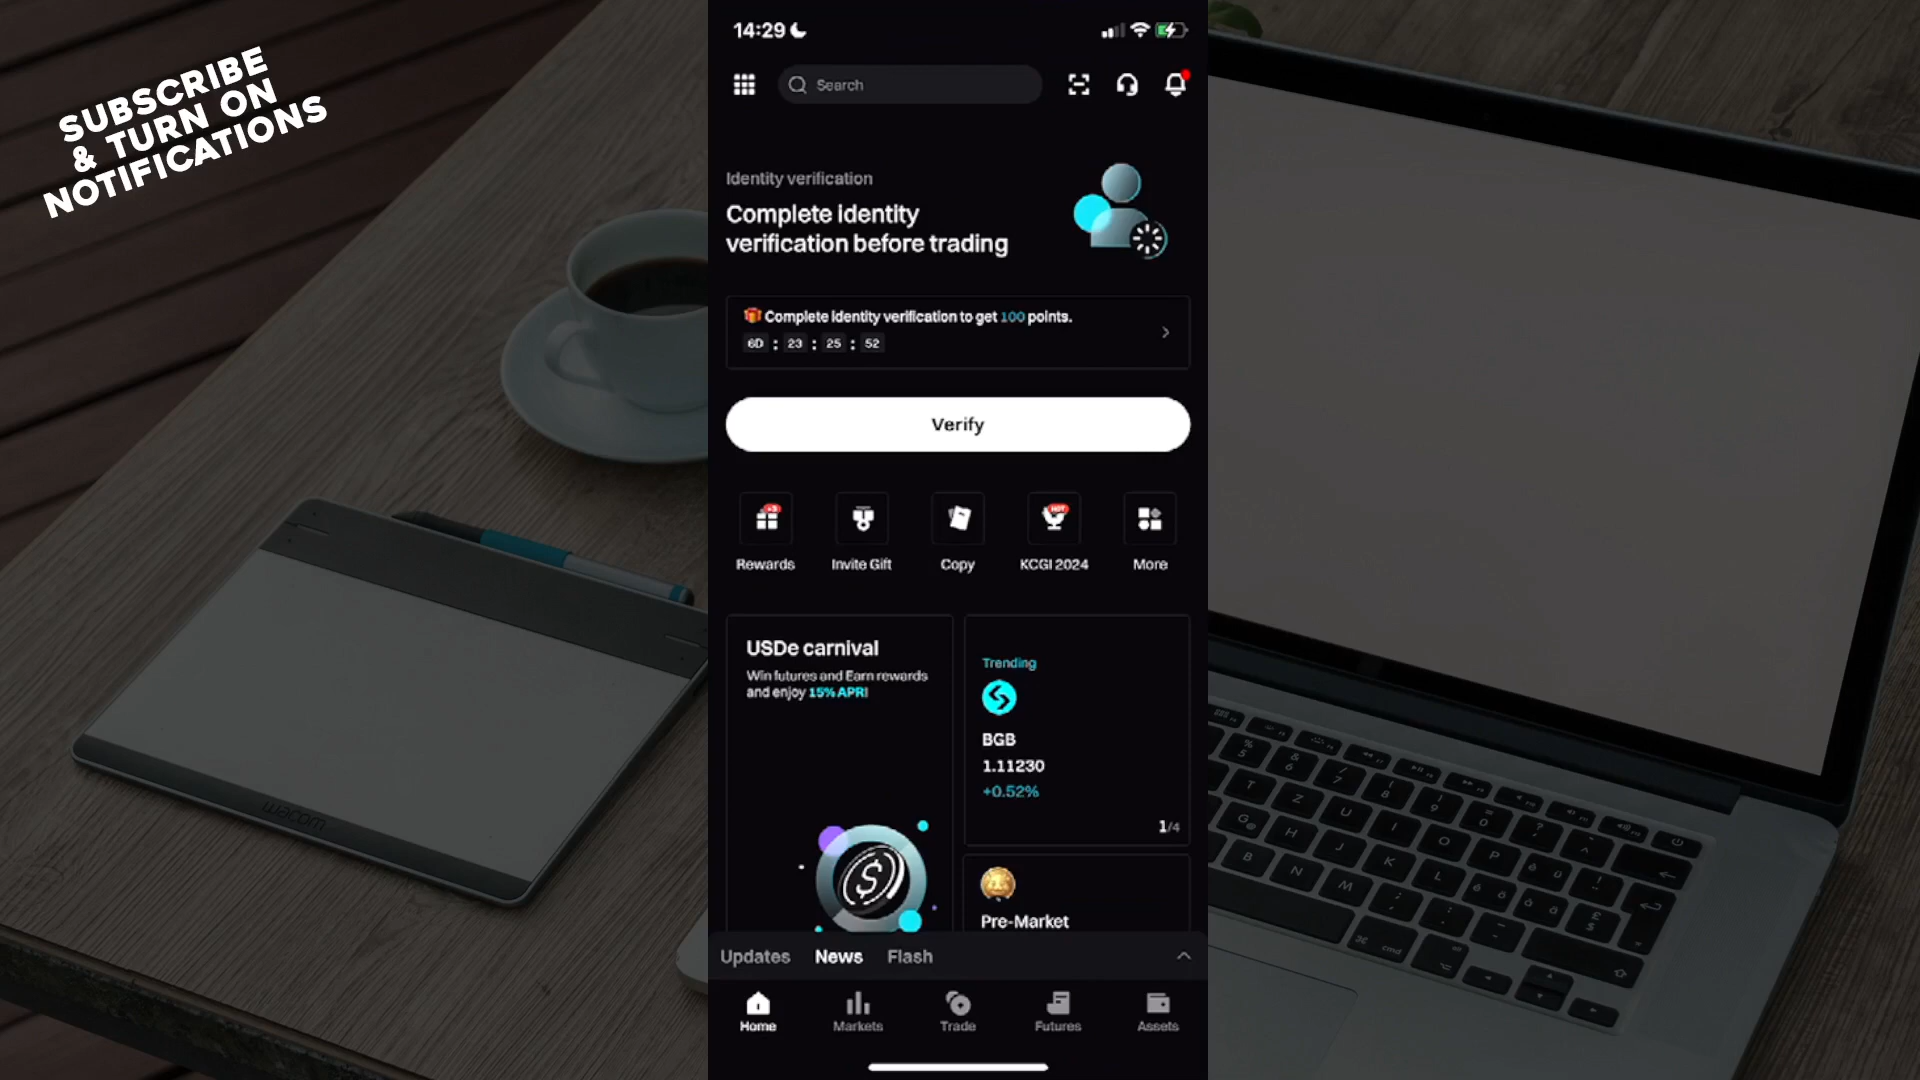 SUBSCRIBE
& TURN ON
NOTIFICATIONS
14:29
Search
Identity verification
Complete identity
verification before trading
Complete identity verification to get 100 points.
6D : 23 : 25 : 52
Verify
+3
HOT
Rewards
Invite Gift
Copy
KCGI 2024
More
USDe carnival
Win futures and Earn rewards
and enjoy 15% APR!
Trending
BGB
1.11230
+0.52%
1/4
Pre-Market
Updates
News
Flash
Home
Markets
Trade
Futures
Assets
wacom